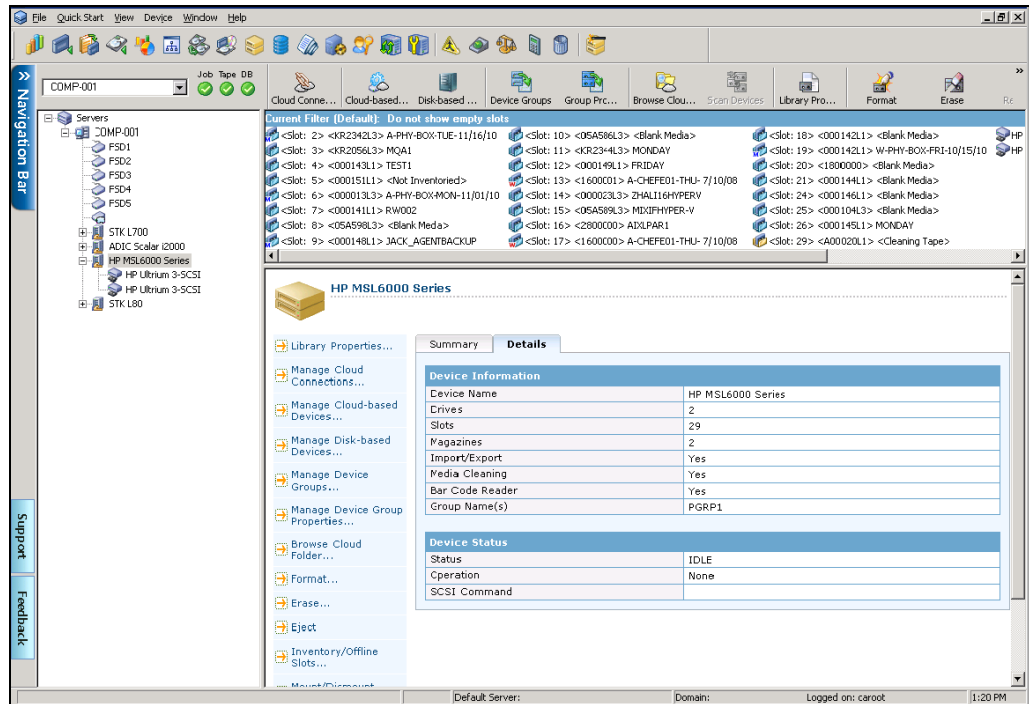 File Quick Start View Device Window Help
Job Tape DB
COMP-001
Cloud Conne... Cloud-based... Disk-based ... Device Groups Group Prc... Browse Clou... Scan Devices Library Pro... Format Erase Re
Navigation Bar
Support
Feedback
Servers
COMP-001
FSD1
FSD2
FSD3
FSD4
FSD5
STK L700
ADIC Scalar i2000
HP MSL6000 Series
HP Ultrium 3-SCSI
HP Ultrium 3-SCSI
STK L80
Current Filter (Default): Do not show empty slots
<Slot: 2> <KR2342L3> A-PHY-BOX-TUE-11/16/10
<Slot: 3> <KR2056L3> MQA1
<Slot: 4> <000143L1> TEST1
<Slot: 5> <000151L1> <Not Inventoried>
<Slot: 6> <000013L3> A-PHY-BOX-MON-11/01/10
<Slot: 7> <000141L1> RW002
<Slot: 8> <05A598L3> <Blank Meda>
<Slot: 9> <000148L1> JACK_AGENTBACKUP
<Slot: 10> <05A586L3> <Blank Media>
<Slot: 11> <KR2344L3> MONDAY
<Slot: 12> <000149L1> FRIDAY
<Slot: 13> <1600C01> A-CHEFE01-THU- 7/10/08
<Slot: 14> <000023L3> ZHALI16HYPERV
<Slot: 15> <05A589L3> MIXIFHYPER-V
<Slot: 16> <2800C00> AIXLPAR1
<Slot: 17> <1600C00> A-CHEFE01-THU- 7/10/08
<Slot: 18> <000142L1> <Blank Media>
<Slot: 19> <000112L1> W-PHY-BOX-FRI-10/15/10
<Slot: 20> <1800000> <Blank Media>
<Slot: 21> <000144L1> <Blank Media>
<Slot: 24> <000146L1> <Blank Media>
<Slot: 25> <000104L3> <Blank Media>
<Slot: 26> <000145L1> MONDAY
<Slot: 29> <A00020L1> <Cleaning Tape>
HP
HP
HP MSL6000 Series
Library Properties...
Manage Cloud Connections...
Manage Cloud-based Devices...
Manage Disk-based Devices...
Manage Device Groups...
Manage Device Group Properties...
Browse Cloud Folder...
Format...
Erase...
Eject
Inventory/Offline Slots...
Mount/Dismount
Summary Details
Device Information
Device Name HP MSL6000 Series
Drives 2
Slots 29
Magazines 2
Import/Export Yes
Media Cleaning Yes
Bar Code Reader Yes
Group Name(s) PGRP1
Device Status
Status IDLE
Operation None
SCSI Command
Default Server: Domain: Logged on: caroot 1:20 PM